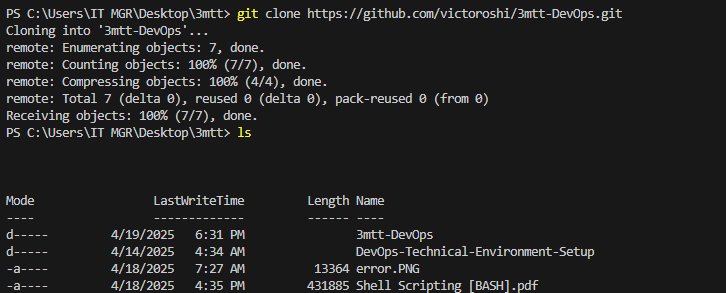 PS C:\Users\IT MGR\Desktop\3mtt> git clone https://github.com/victoroshi/3mtt-DevOps.git
Cloning into '3mtt-DevOps'...
remote: Enumerating objects: 7, done.
remote: Counting objects: 100% (7/7), done.
remote: Compressing objects: 100% (4/4), done.
remote: Total 7 (delta 0), reused 0 (delta 0), pack-reused 0 (from 0)
Receiving objects: 100% (7/7), done.
PS C:\Users\IT MGR\Desktop\3mtt> ls
Mode                 LastWriteTime         Length Name
----                 -------------         ------ ----
d-----         4/19/2025   6:31 PM                3mtt-DevOps
d-----         4/14/2025   4:34 AM                DevOps-Technical-Environment-Setup
-a----         4/18/2025   7:27 AM          13364 error.PNG
-a----         4/18/2025   4:35 PM         431885 Shell Scripting [BASH].pdf